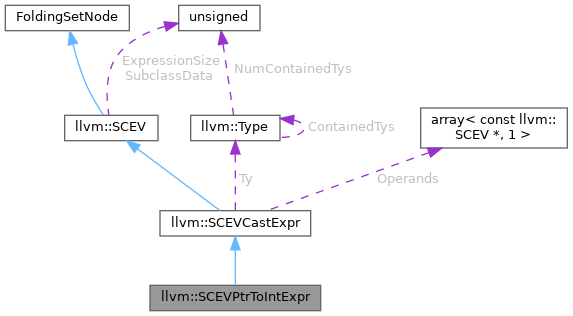 FoldingSetNode
unsigned
ExpressionSize
SubclassData
NumContainedTys
llvm::SCEV
llvm::Type
ContainedTys
array< const llvm::
SCEV *, 1 >
Ty
Operands
llvm::SCEVCastExpr
llvm::SCEVPtrToIntExpr